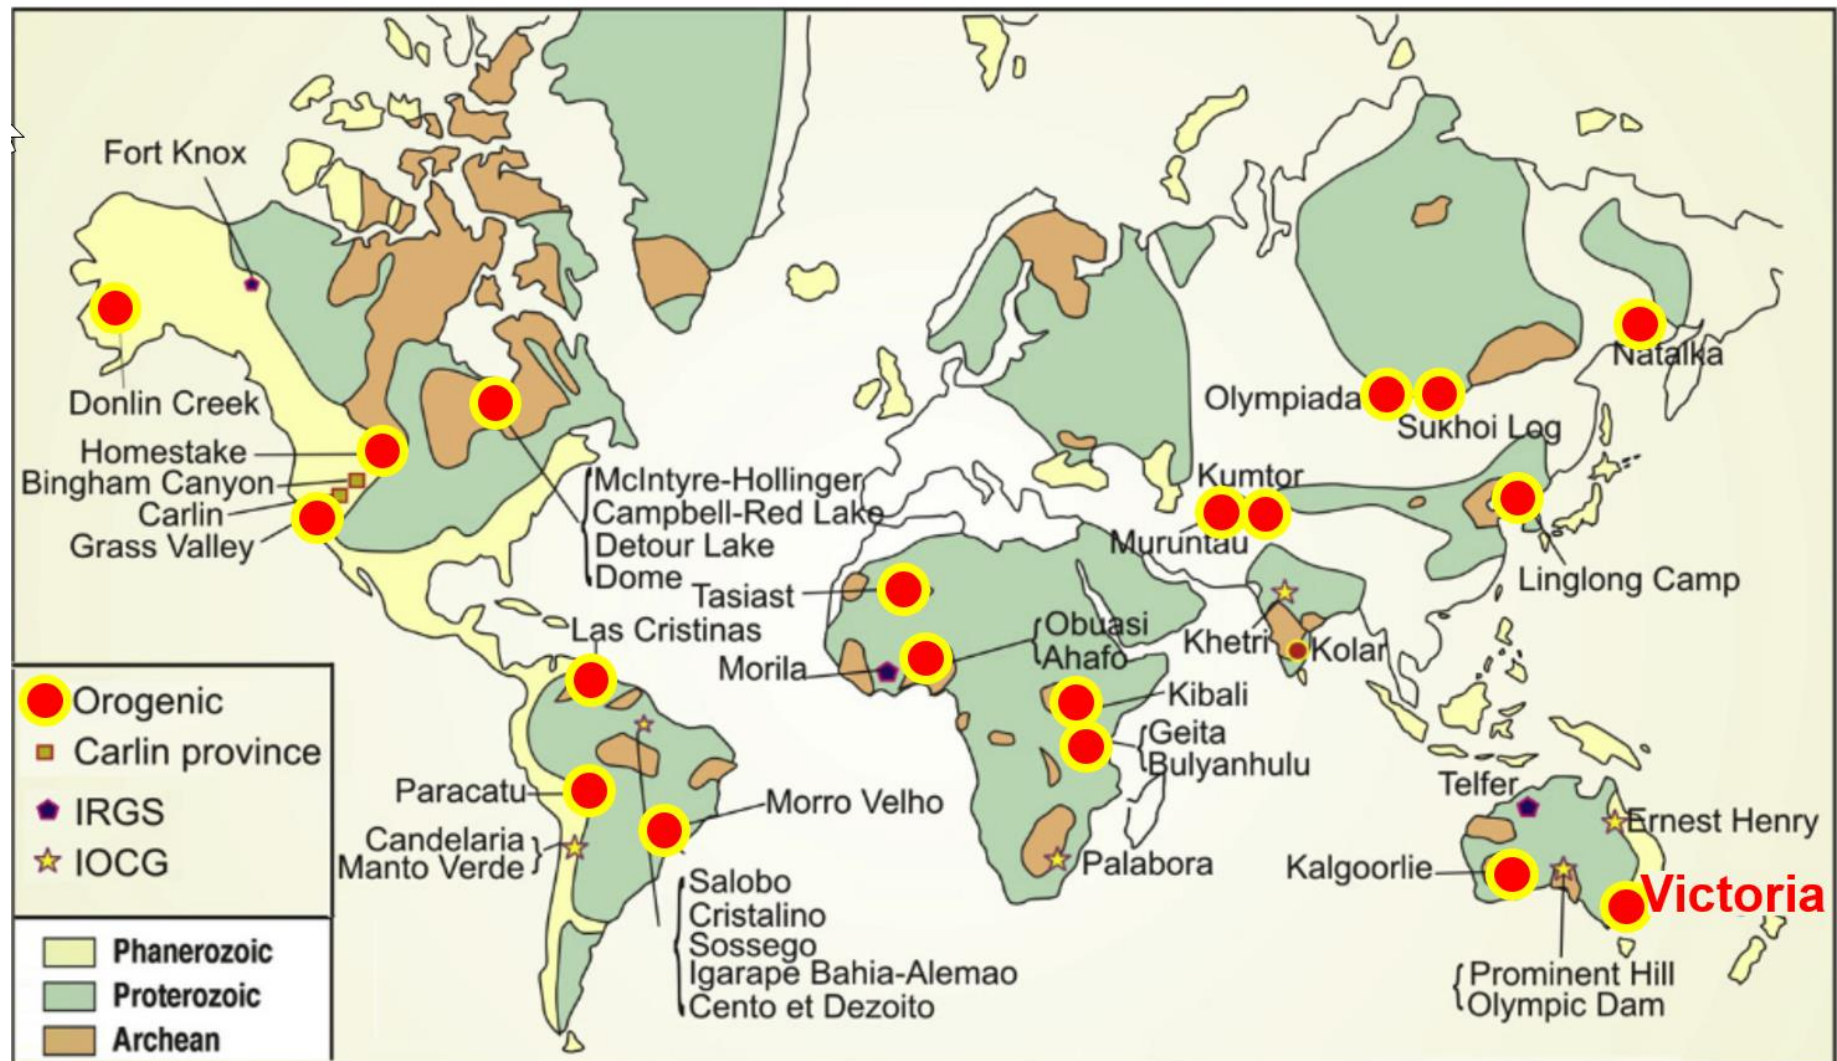 Fort Knox
Donlin Creek
Homestake
Bingham Canyon
Carlin
Grass Valley
McIntyre-Hollinger
Campbell-Red Lake
Detour Lake
Dome
Tasiast
Las Cristinas
Morila
Obuasi
Ahafo
Kibali
Geita
Bulyanhulu
Paracatu
Morro Velho
Candelaria
Manto Verde
Palabora
Salobo
Cristalino
Sossego
Igarape Bahia-Alemao
Cento et Dezoito
Natalka
Olympiada
Sukhoi Log
Kumtor
Muruntau
Linglong Camp
Khetri
Kolar
Telfer
Ernest Henry
Kalgoorlie
Victoria
Prominent Hill
Olympic Dam
Orogenic
Carlin province
IRGS
IOCG
Phanerozoic
Proterozoic
Archean